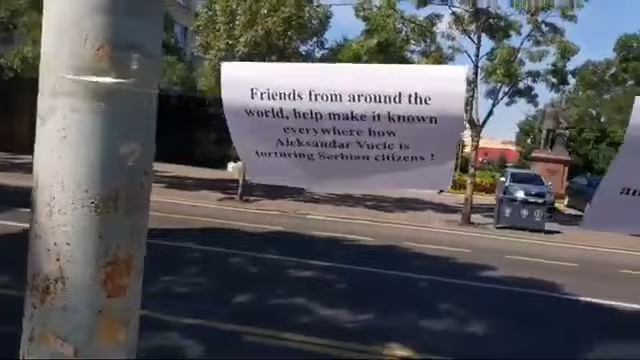 Friends from around the
world, help make it known
everywhere how
Aleksandar Vucic is
torturing Serbian citizens !